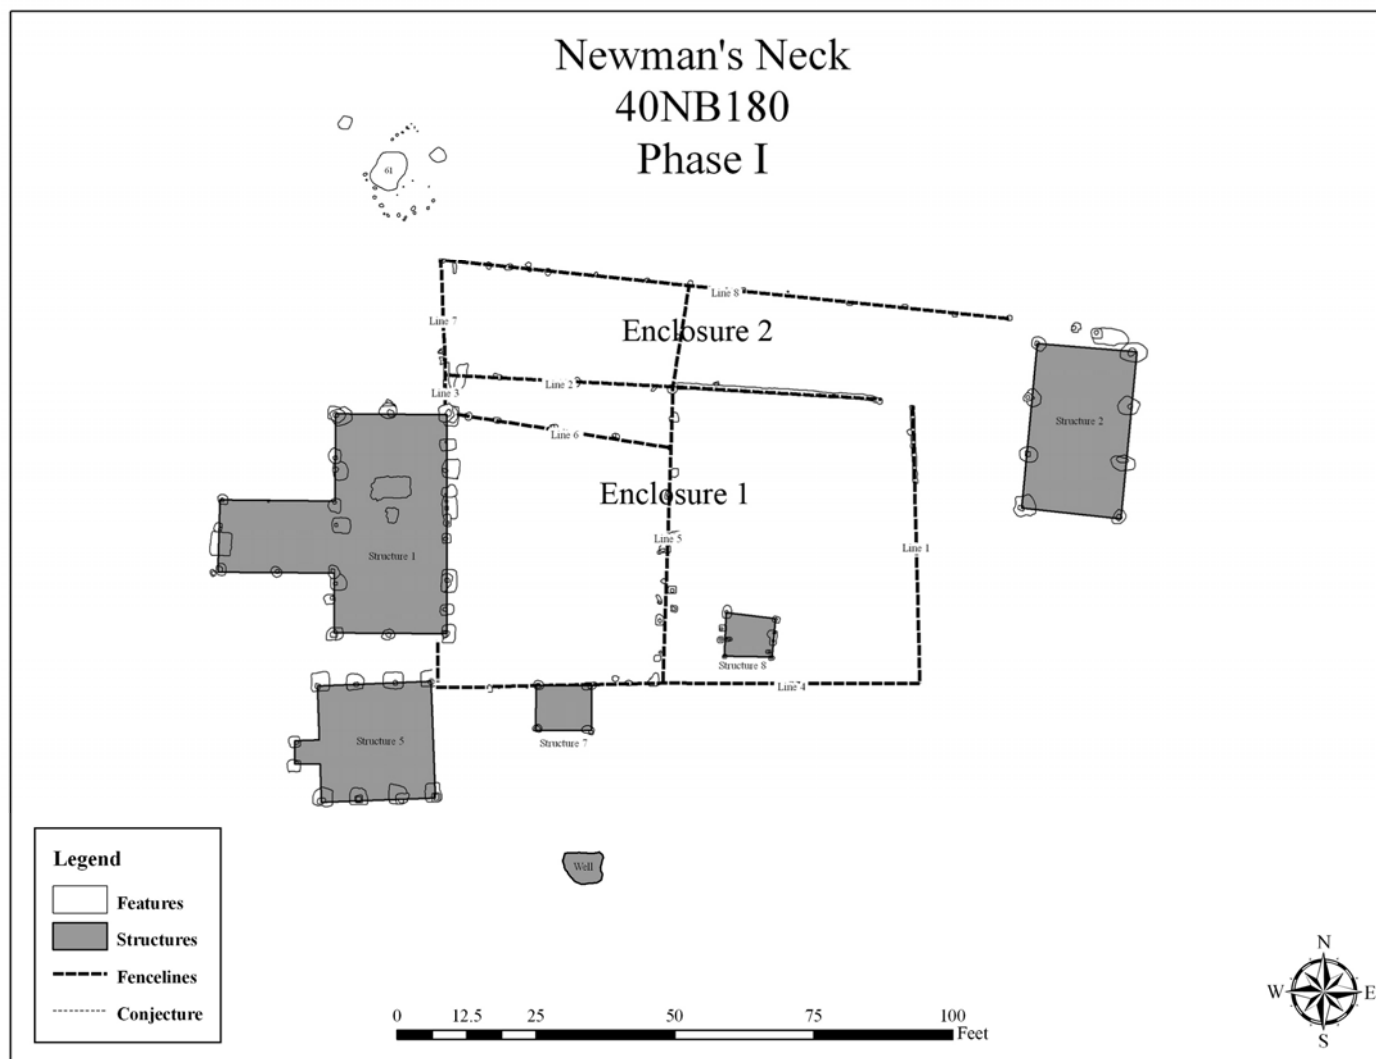 Newman's Neck
40NB180
Phase I
61
Line 8
Line 7
Enclosure 2
Line 2
Line 3
Structure 2
Line 6
Enclosure 1
Line 5
Line 1
Structure 1
Structure 8
Line 4
Structure 5
Structure 7
Well
Legend
Features
Structures
Fencelines
Conjecture
0 12.5 25 50 75 100
Feet
N
W E
S